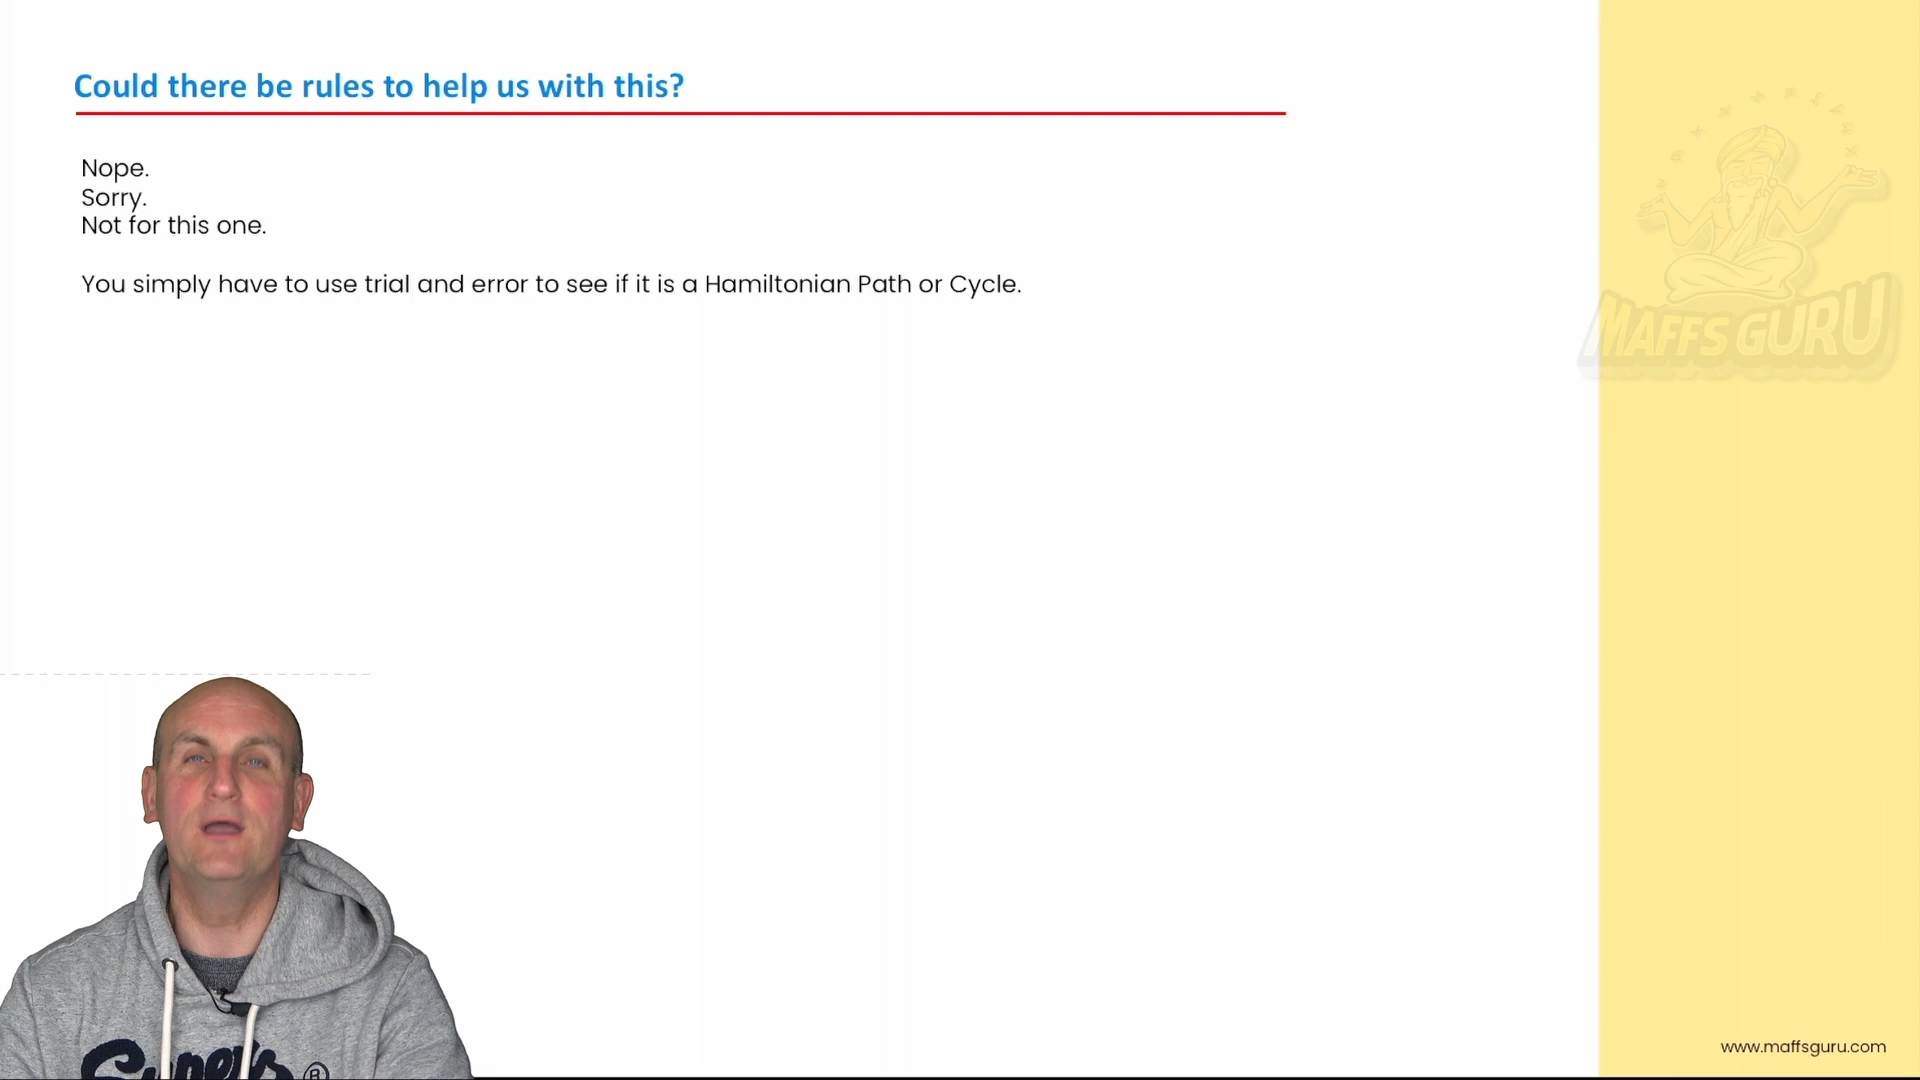 Could there be rules to help us with this?
Nope.
Sorry.
Not for this one.
You simply have to use trial and error to see if it is a Hamiltonian Path or Cycle.
MAFFS GURU
®
www.maffsguru.com